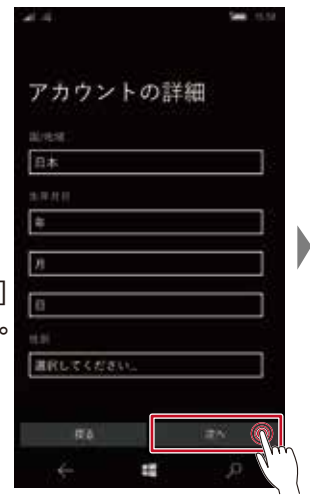 アカウントの詳細
国/地域
日本
生年月日
年
月
日
]
。
性別
選択してください...
戻る
次へ